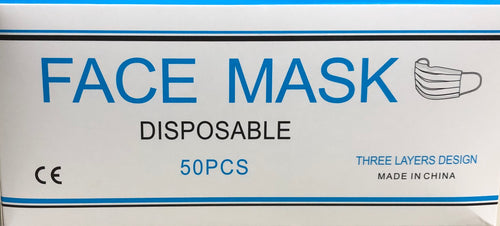 FACE MASK
DISPOSABLE
50PCS
CE
THREE LAYERS DESIGN
MADE IN CHINA